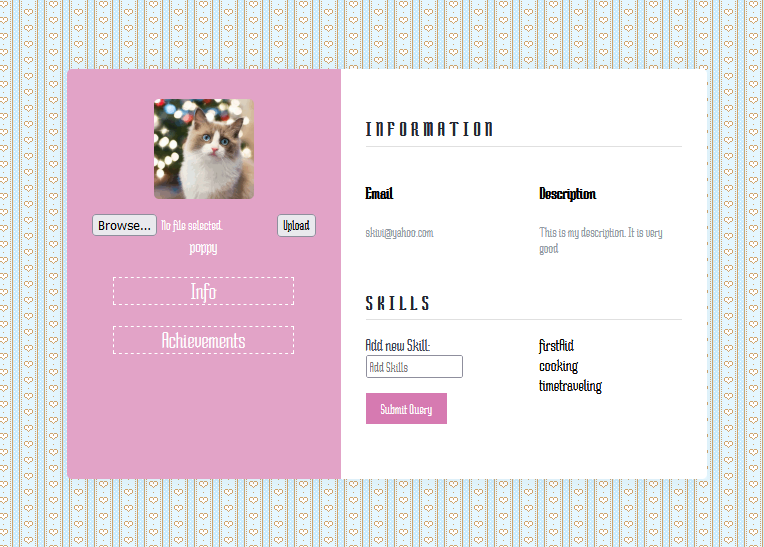 Browse... No file selected. Upload
poppy
Info
Achievements
INFORMATION
Email
skiwi@yahoo.com
Description
This is my description. It is very
good
SKILLS
Add new Skill:
Add Skills
Submit Query
firstAid
cooking
timetraveling